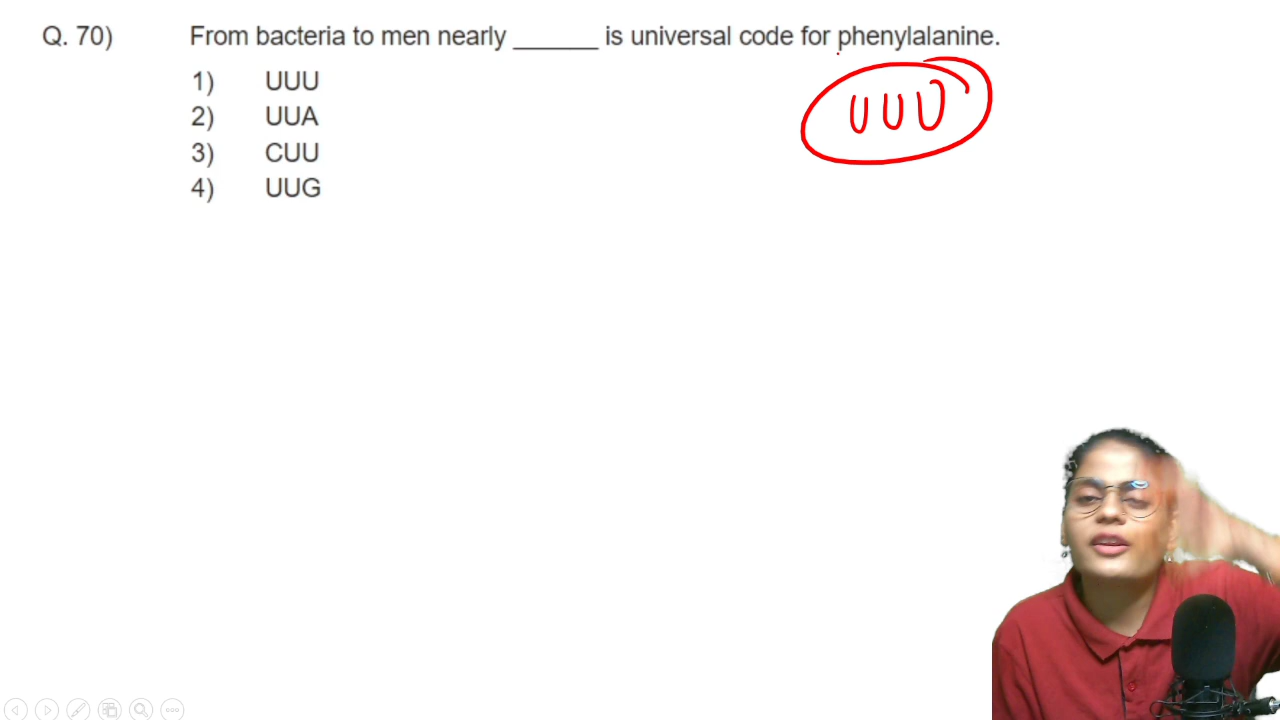 Q. 70) From bacteria to men nearly ______ is universal code for phenylalanine.
1) UUU
2) UUA
3) CUU
4) UUG
UUU